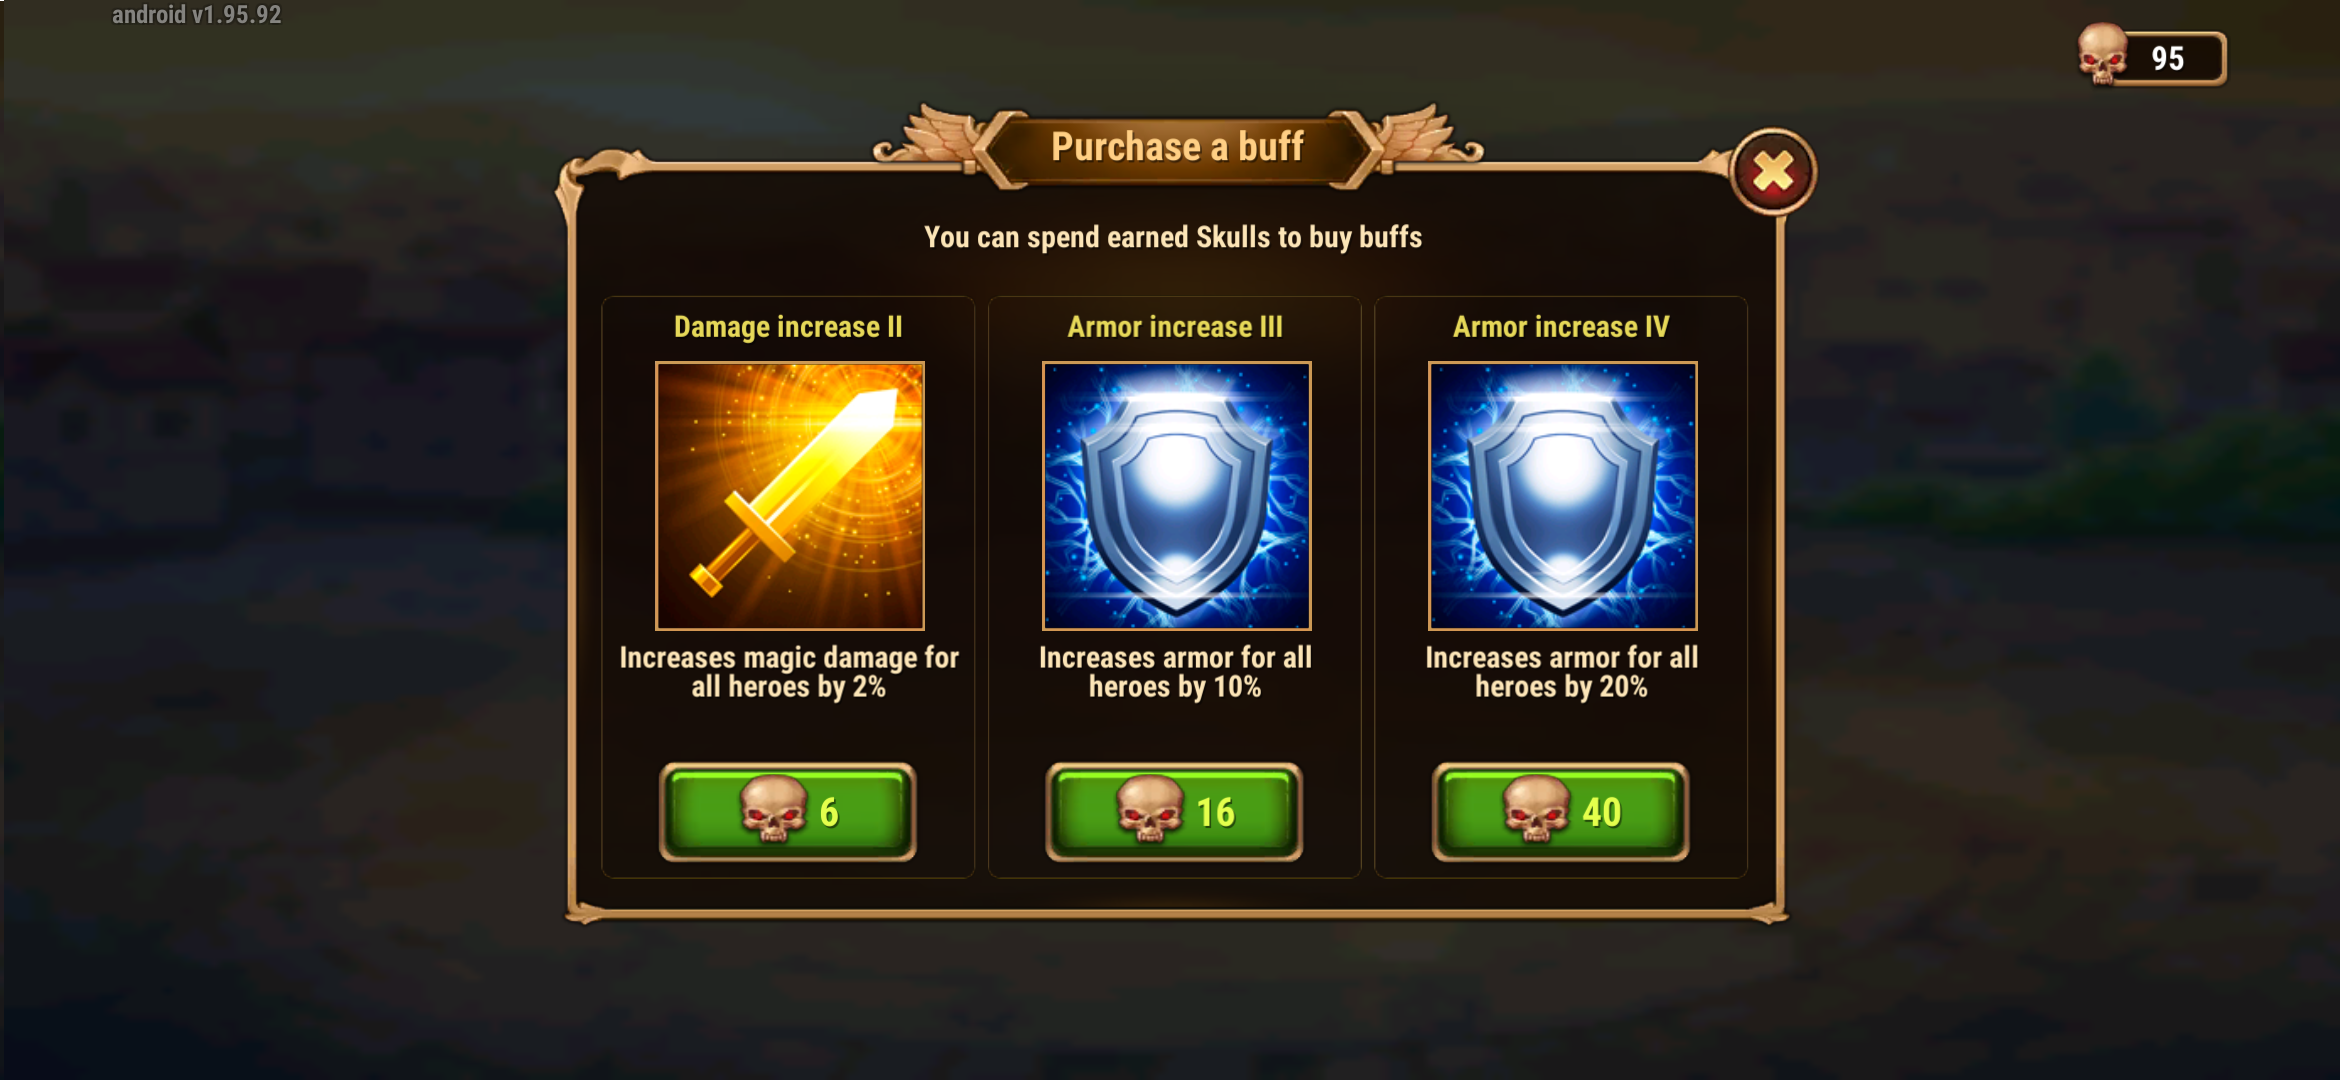 android v1.95.92
95
Purchase a buff
You can spend earned Skulls to buy buffs
Damage increase II
Increases magic damage for
all heroes by 2%
6
Armor increase III
Increases armor for all
heroes by 10%
16
Armor increase IV
Increases armor for all
heroes by 20%
40